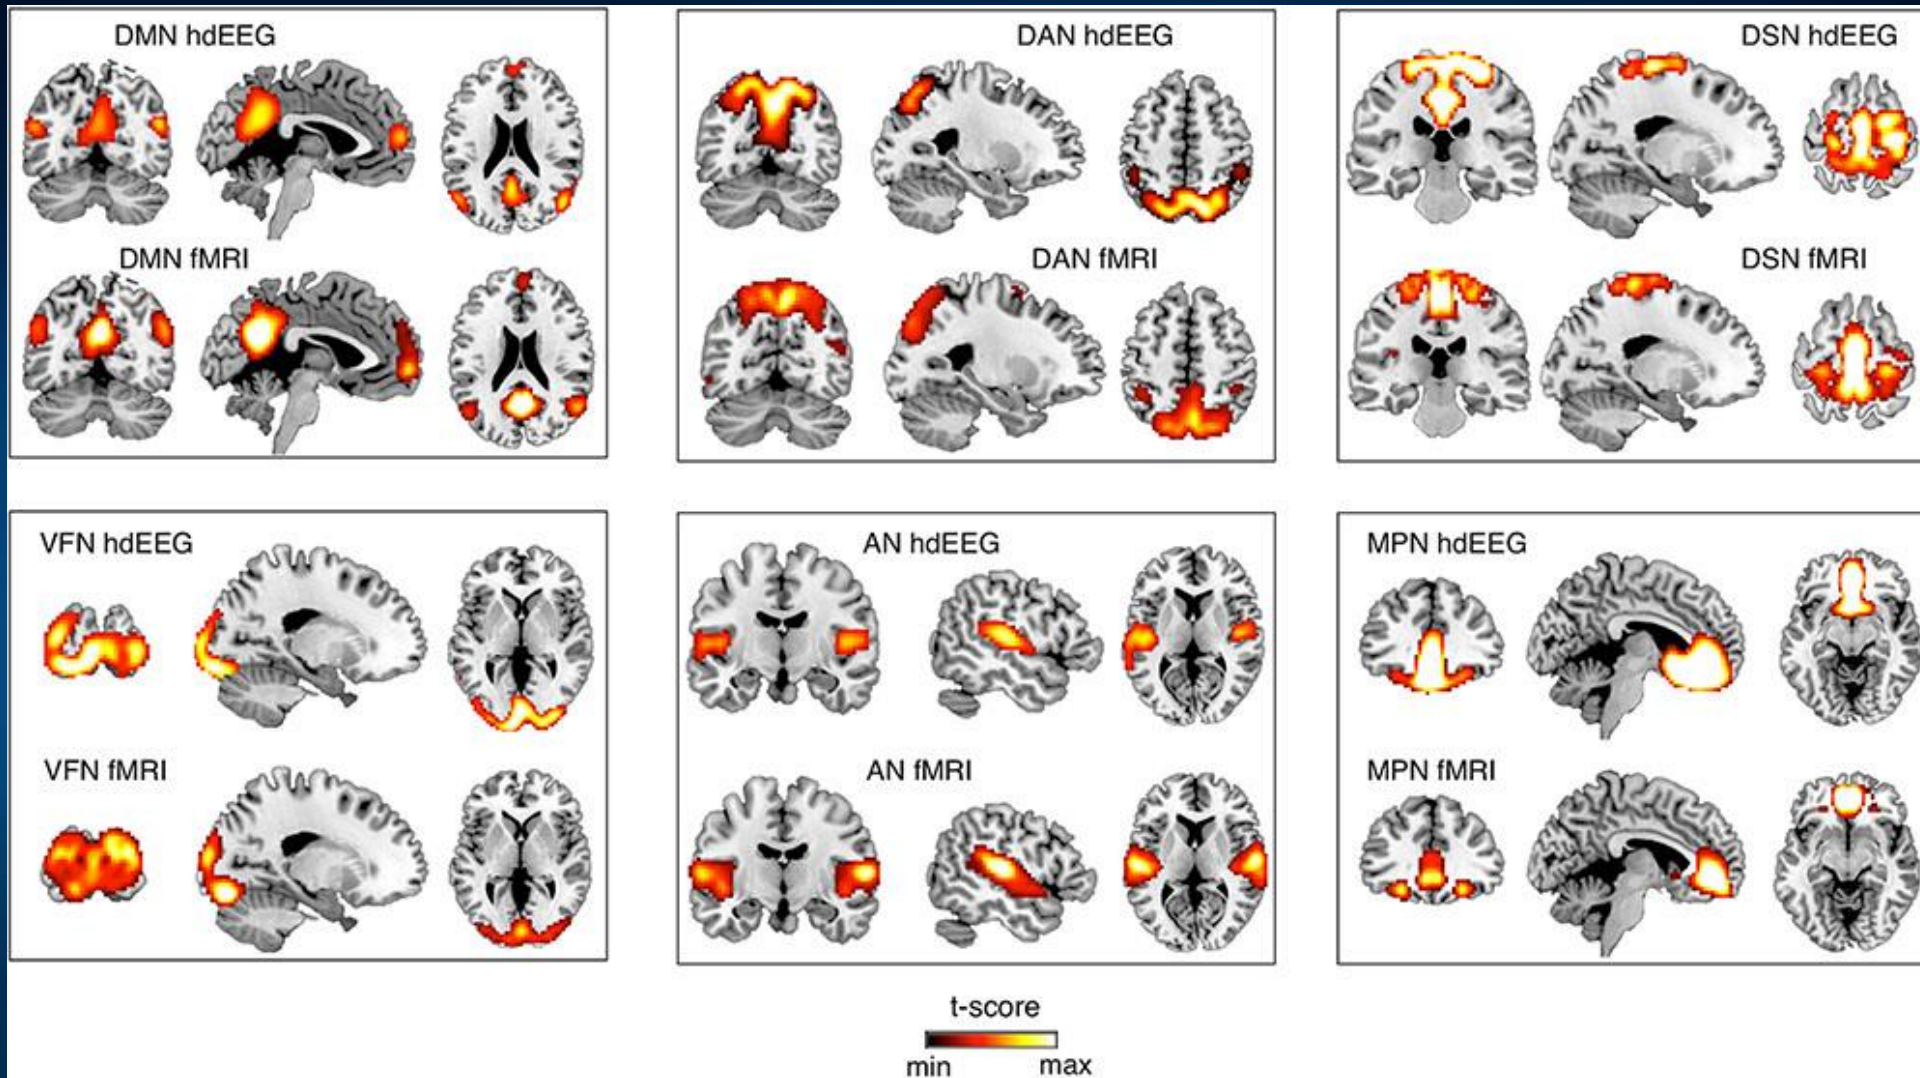 DMN hdEEG
DMN fMRI
DAN hdEEG
DAN fMRI
DSN hdEEG
DSN fMRI
VFN hdEEG
VFN fMRI
AN hdEEG
AN fMRI
MPN hdEEG
MPN fMRI
t-score
min max